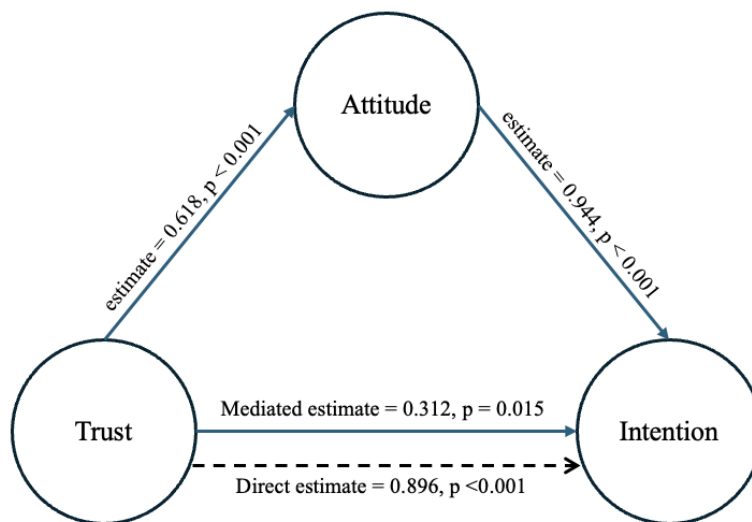 Attitude
estimate = 0.618, p < 0.001
estimate = 0.944, p < 0.001
Trust
Mediated estimate = 0.312, p = 0.015
Intention
Direct estimate = 0.896, p <0.001